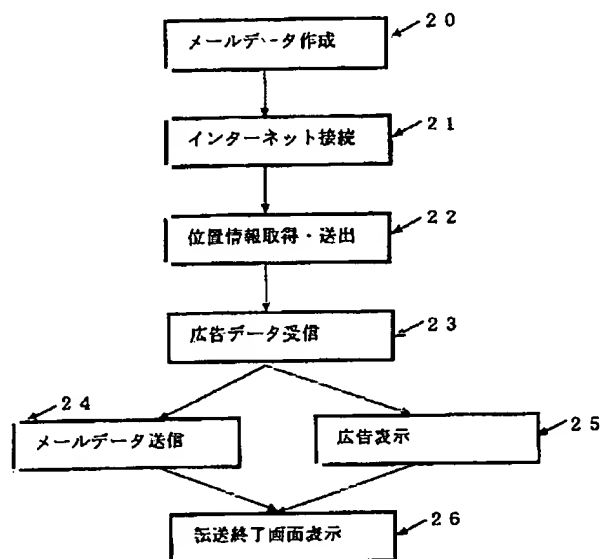 メールデータ作成
20
インターネット接続
21
位置情報取得・送出
22
広告データ受信
23
24
メールデータ送信
広告表示
25
転送終了画面表示
26